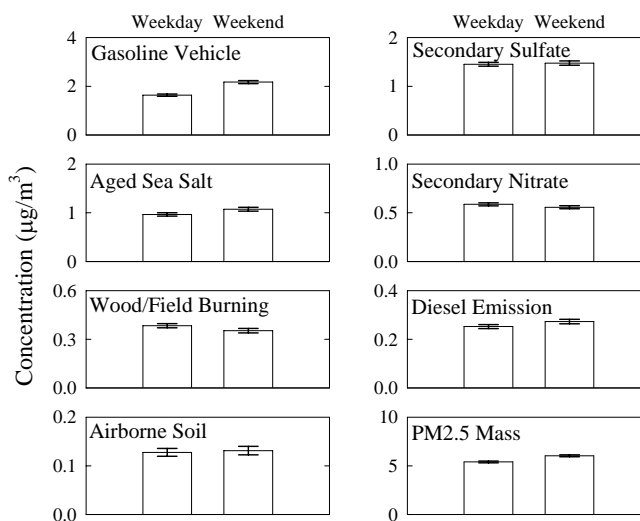 Weekday Weekend Weekday Weekend
Gasoline Vehicle
4
2
0
Secondary Sulfate
2
1
0
Aged Sea Salt
2
1
0
Secondary Nitrate
1.0
0.5
0.0
Wood/Field Burning
0.6
0.3
0.0
Diesel Emission
0.4
0.2
0.0
Airborne Soil
0.2
0.1
0.0
PM2.5 Mass
10
5
0
Concentration (μg/m³)